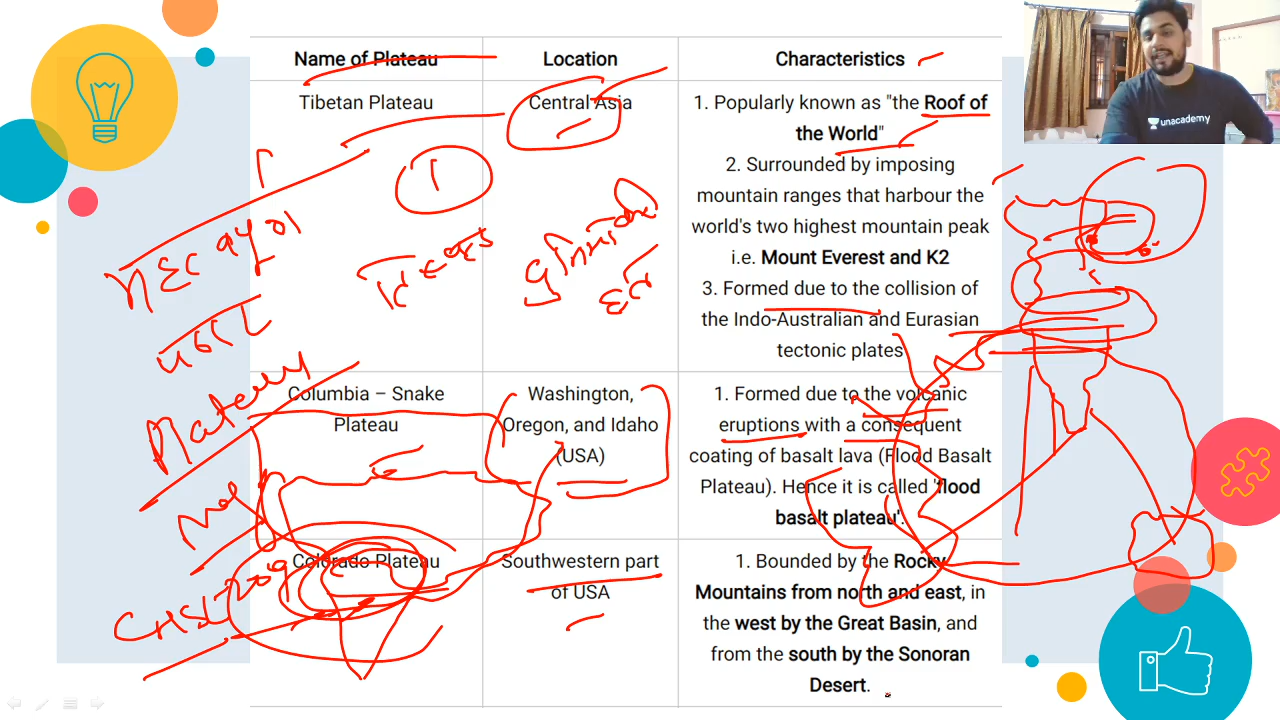 Name of Plateau
Location
Characteristics
Tibetan Plateau
Central Asia
1. Popularly known as "the Roof of
the World"
2. Surrounded by imposing
mountain ranges that harbour the
world's two highest mountain peak
i.e. Mount Everest and K2
3. Formed due to the collision of
the Indo-Australian and Eurasian
tectonic plates
Columbia – Snake
Plateau
Washington,
Oregon, and Idaho
(USA)
1. Formed due to the volcanic
eruptions with a consequent
coating of basalt lava (Flood Basalt
Plateau). Hence it is called 'flood
basalt plateau'.
Colorado Plateau
Southwestern part
of USA
1. Bounded by the Rocky
Mountains from north and east, in
the west by the Great Basin, and
from the south by the Sonoran
Desert.
unacademy